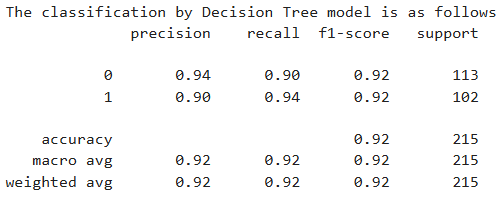 The classification by Decision Tree model is as follows
precision recall f1-score support
0 0.94 0.90 0.92 113
1 0.90 0.94 0.92 102
accuracy 0.92 215
macro avg 0.92 0.92 0.92 215
weighted avg 0.92 0.92 0.92 215